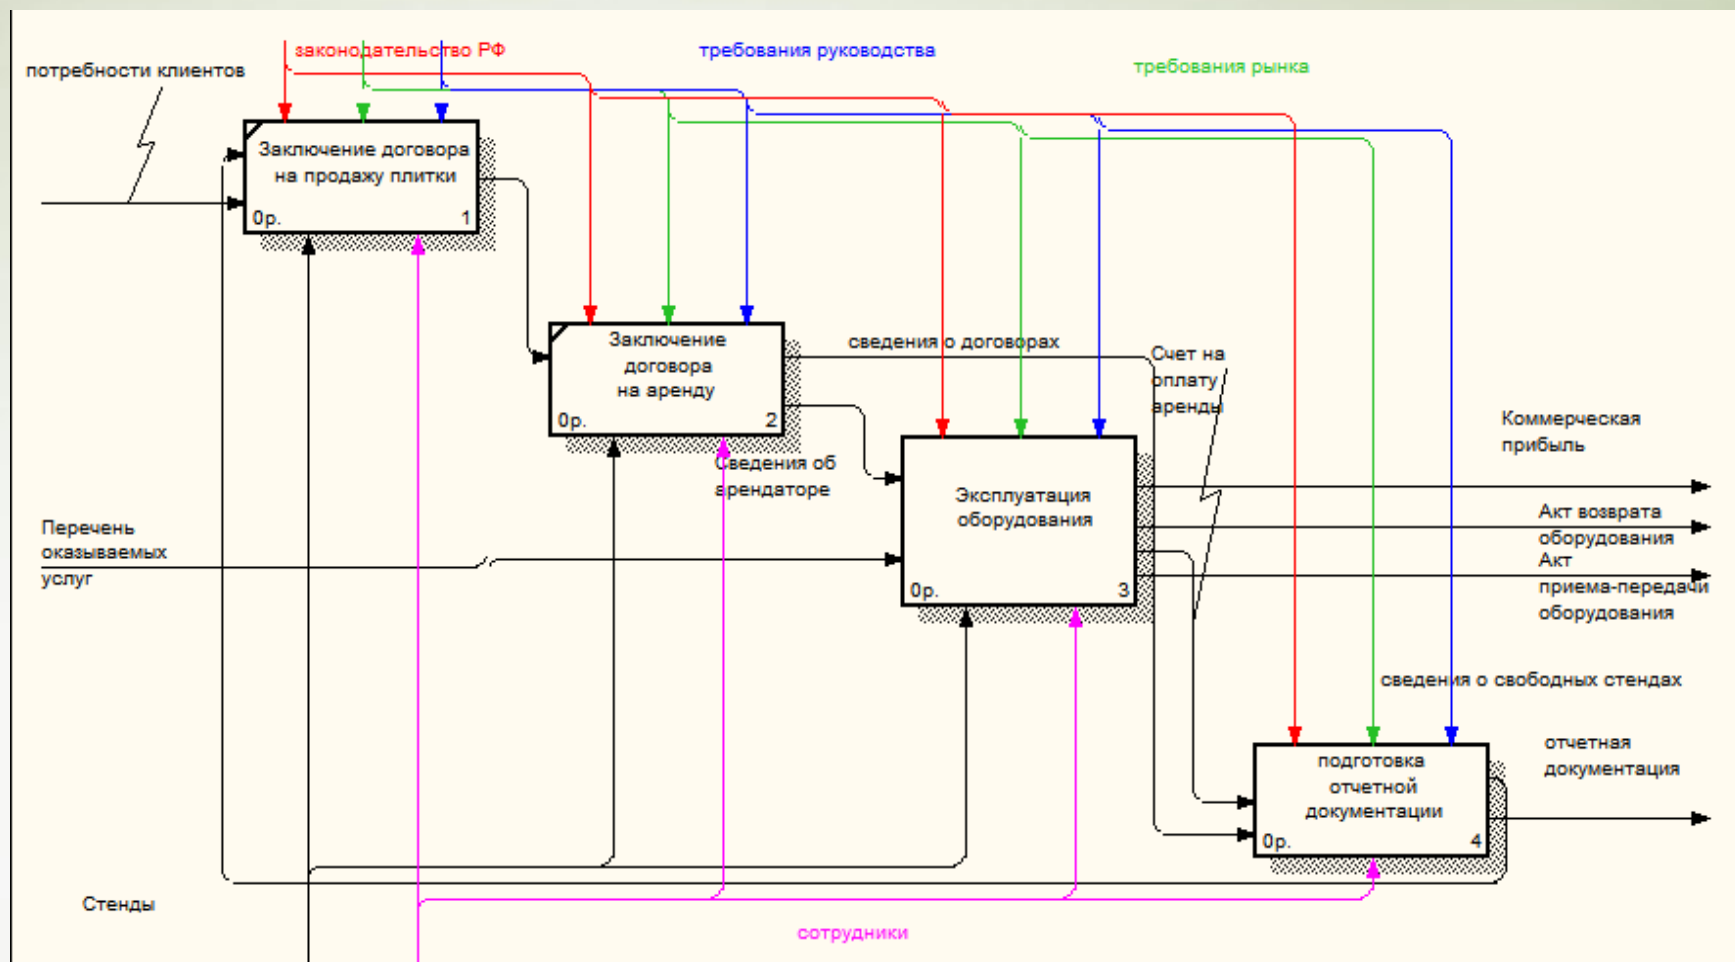 законодательство РФ
требования руководства
требования рынка
потребности клиентов
Заключение договора
на продажу плитки
0р. 1
Заключение
договора
на аренду
0р. 2
сведения о договорах
Счет на
оплату
аренды
Сведения об
арендаторе
Коммерческая
прибыль
Эксплуатация
оборудования
0р. 3
Акт возврата
оборудования
Акт
приема-передачи
оборудования
Перечень
оказываемых
услуг
сведения о свободных стендах
отчетная
документация
подготовка
отчетной
документации
0р. 4
Стенды
сотрудники